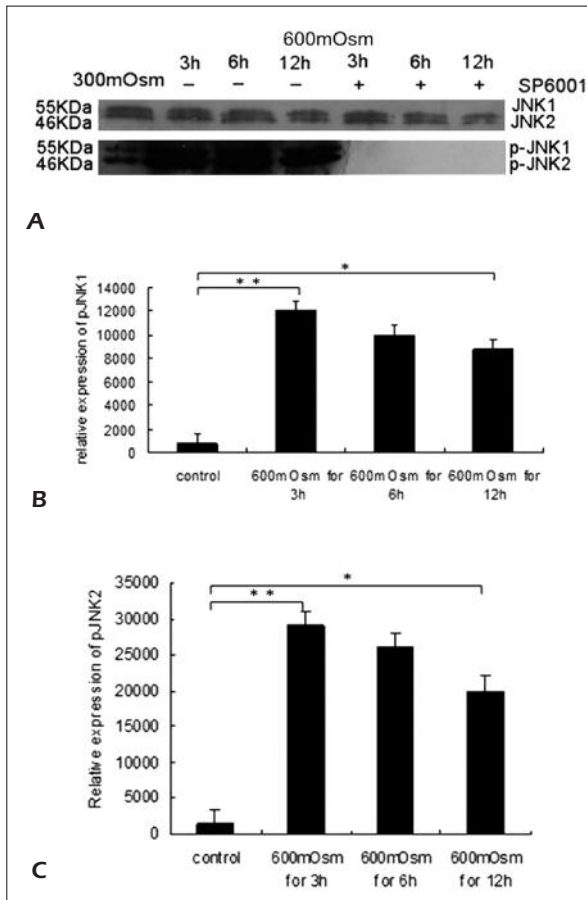 600mOsm
3h 6h 12h 3h 6h 12h
300mOsm – – – + + + SP6001
55KDa JNK1
46KDa JNK2
55KDa p-JNK1
46KDa p-JNK2
A
relative expression of pJNK1
14000
12000
10000
8000
6000
4000
2000
0
* *
*
control 600mOsm for 600mOsm for 600mOsm for
3h 6h 12h
B
Relative expression of pJNK2
35000
30000
25000
20000
15000
10000
5000
0
* *
*
control 600mOsm 600mOsm 600mOsm
for 3h for 6h for 12h
C